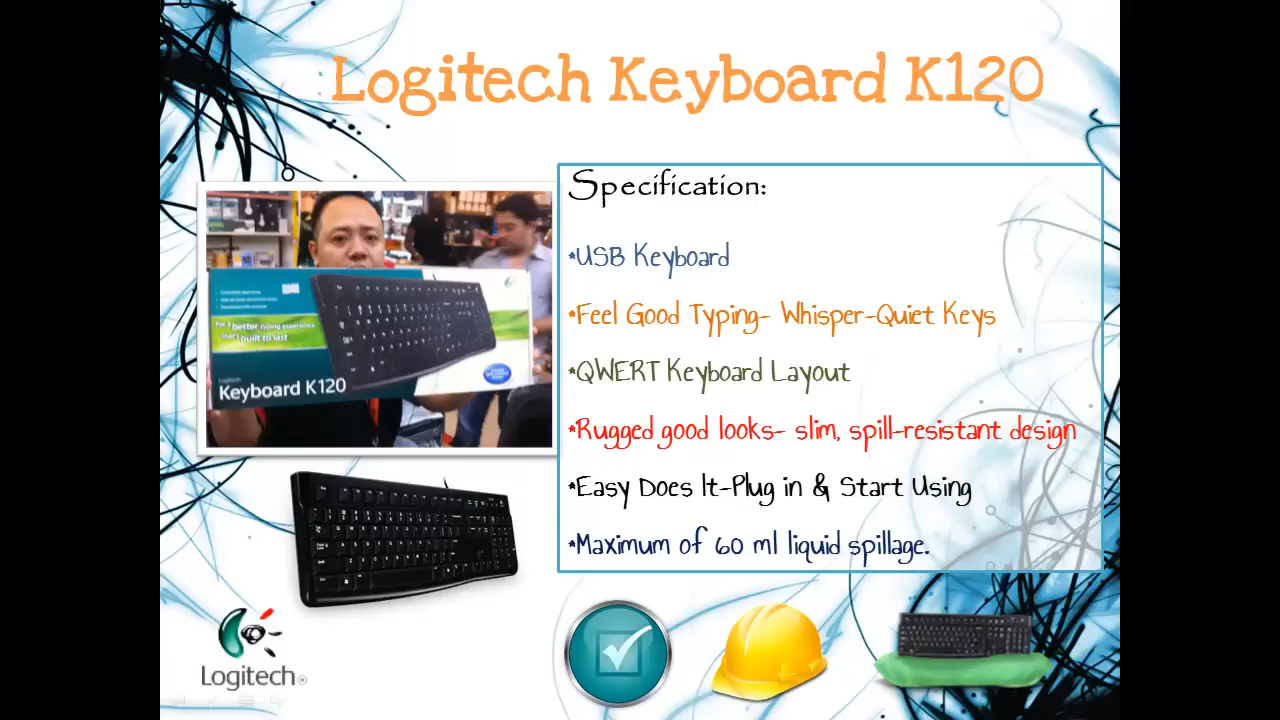 Logitech Keyboard K120
Specification:
*USB Keyboard
*Feel Good Typing- Whisper-Quiet Keys
*QWERT Keyboard Layout
*Rugged good looks- slim, spill-resistant design
*Easy Does It-Plug in & Start Using
*Maximum of 60 ml liquid spillage.
For a better typing experience
that's built to last
Logitech
Keyboard K120
Logitech®